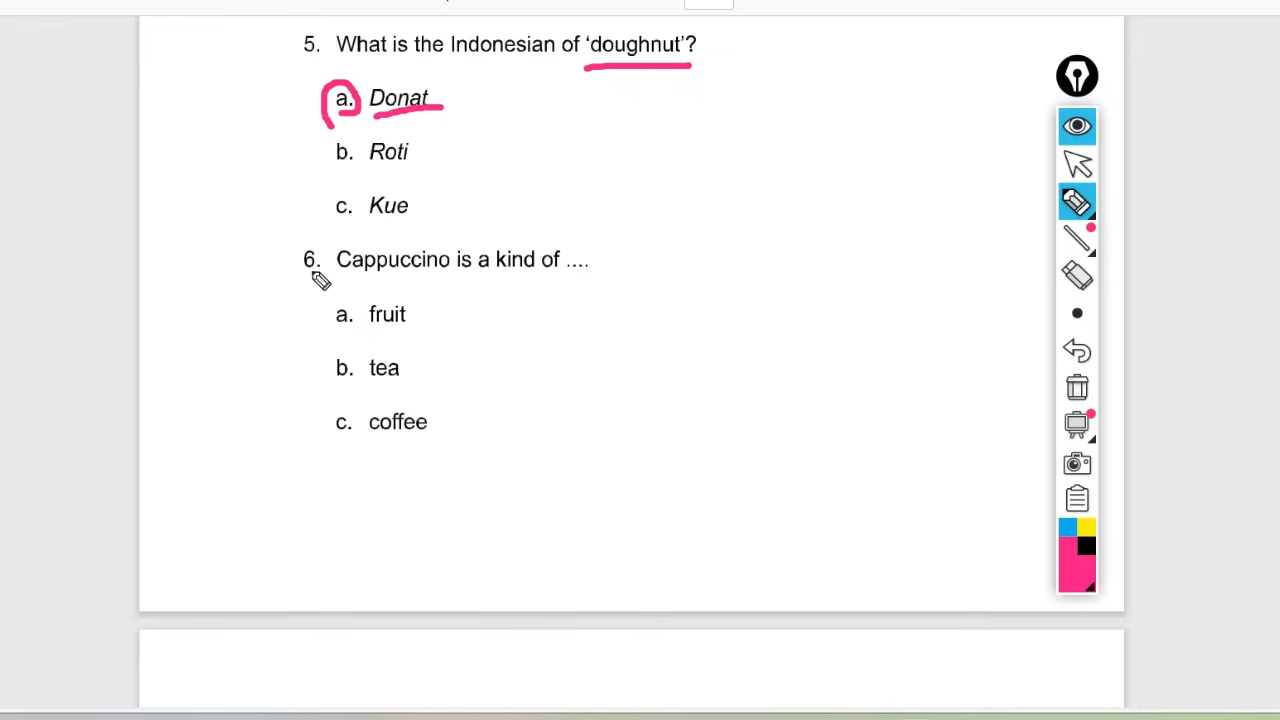 5. What is the Indonesian of ‘doughnut’?
a. Donat
b. Roti
c. Kue
6. Cappuccino is a kind of ....
a. fruit
b. tea
c. coffee